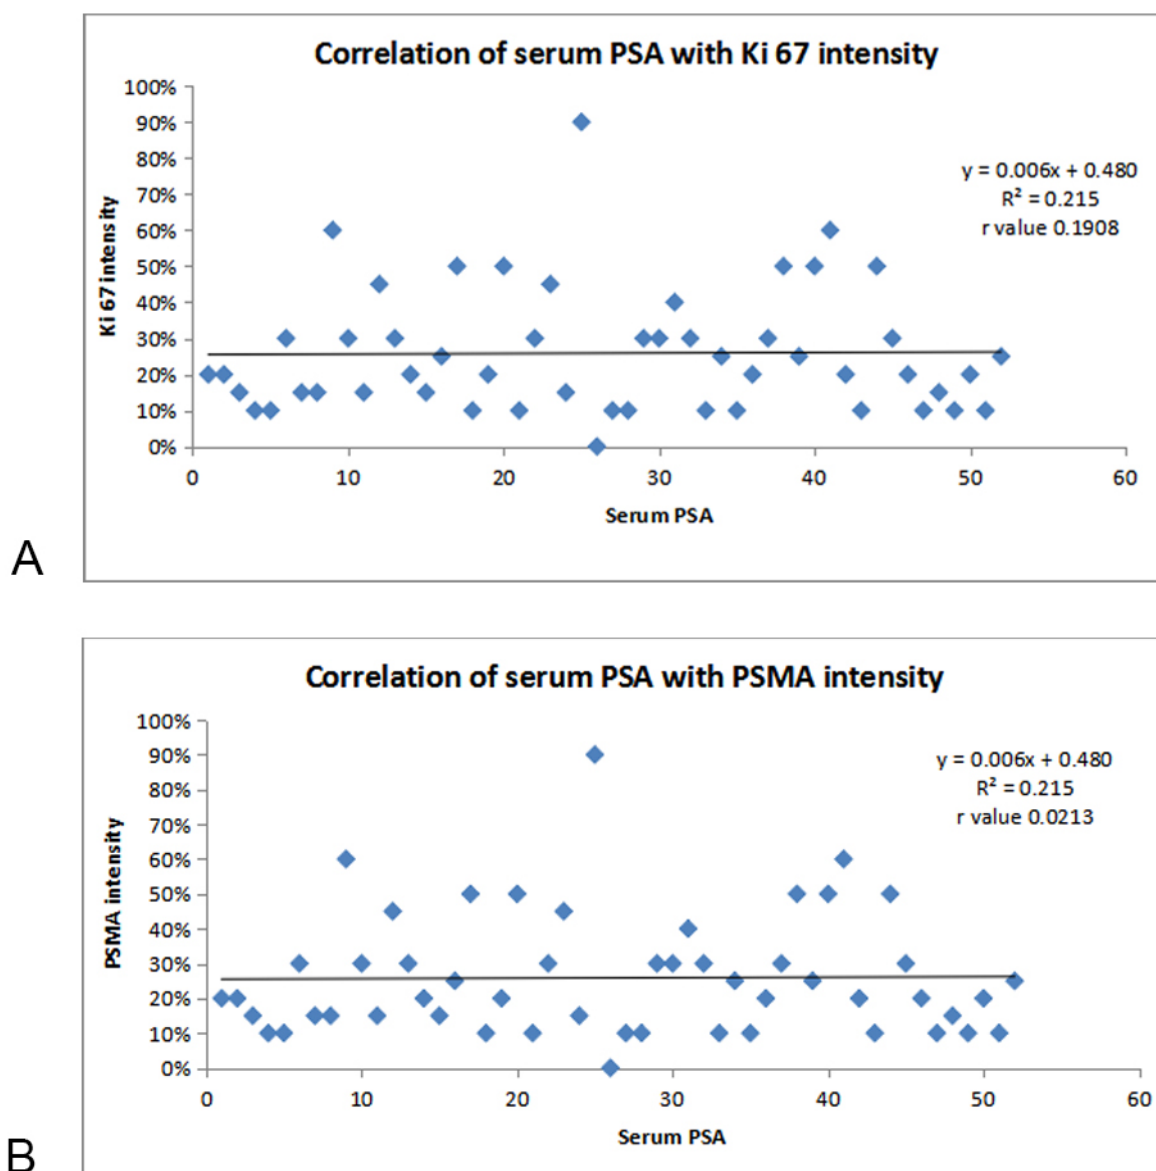 Correlation of serum PSA with Ki 67 intensity
100%
90%
80%
70%
60%
50%
40%
30%
20%
10%
0%
Ki 67 intensity
y = 0.006x + 0.480
R² = 0.215
r value 0.1908
0 10 20 30 40 50 60
Serum PSA
A
Correlation of serum PSA with PSMA intensity
100%
90%
80%
70%
60%
50%
40%
30%
20%
10%
0%
PSMA intensity
y = 0.006x + 0.480
R² = 0.215
r value 0.0213
0 10 20 30 40 50 60
Serum PSA
B